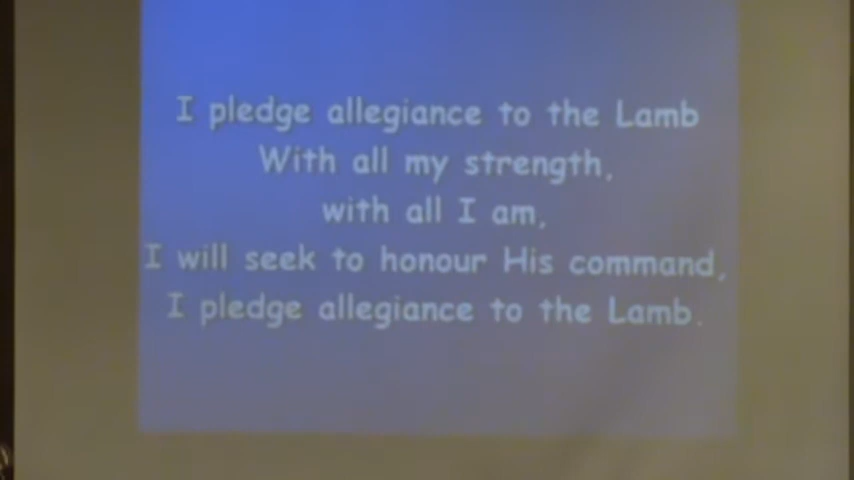 I pledge allegiance to the Lamb
With all my strength,
with all I am,
I will seek to honour His command,
I pledge allegiance to the Lamb.